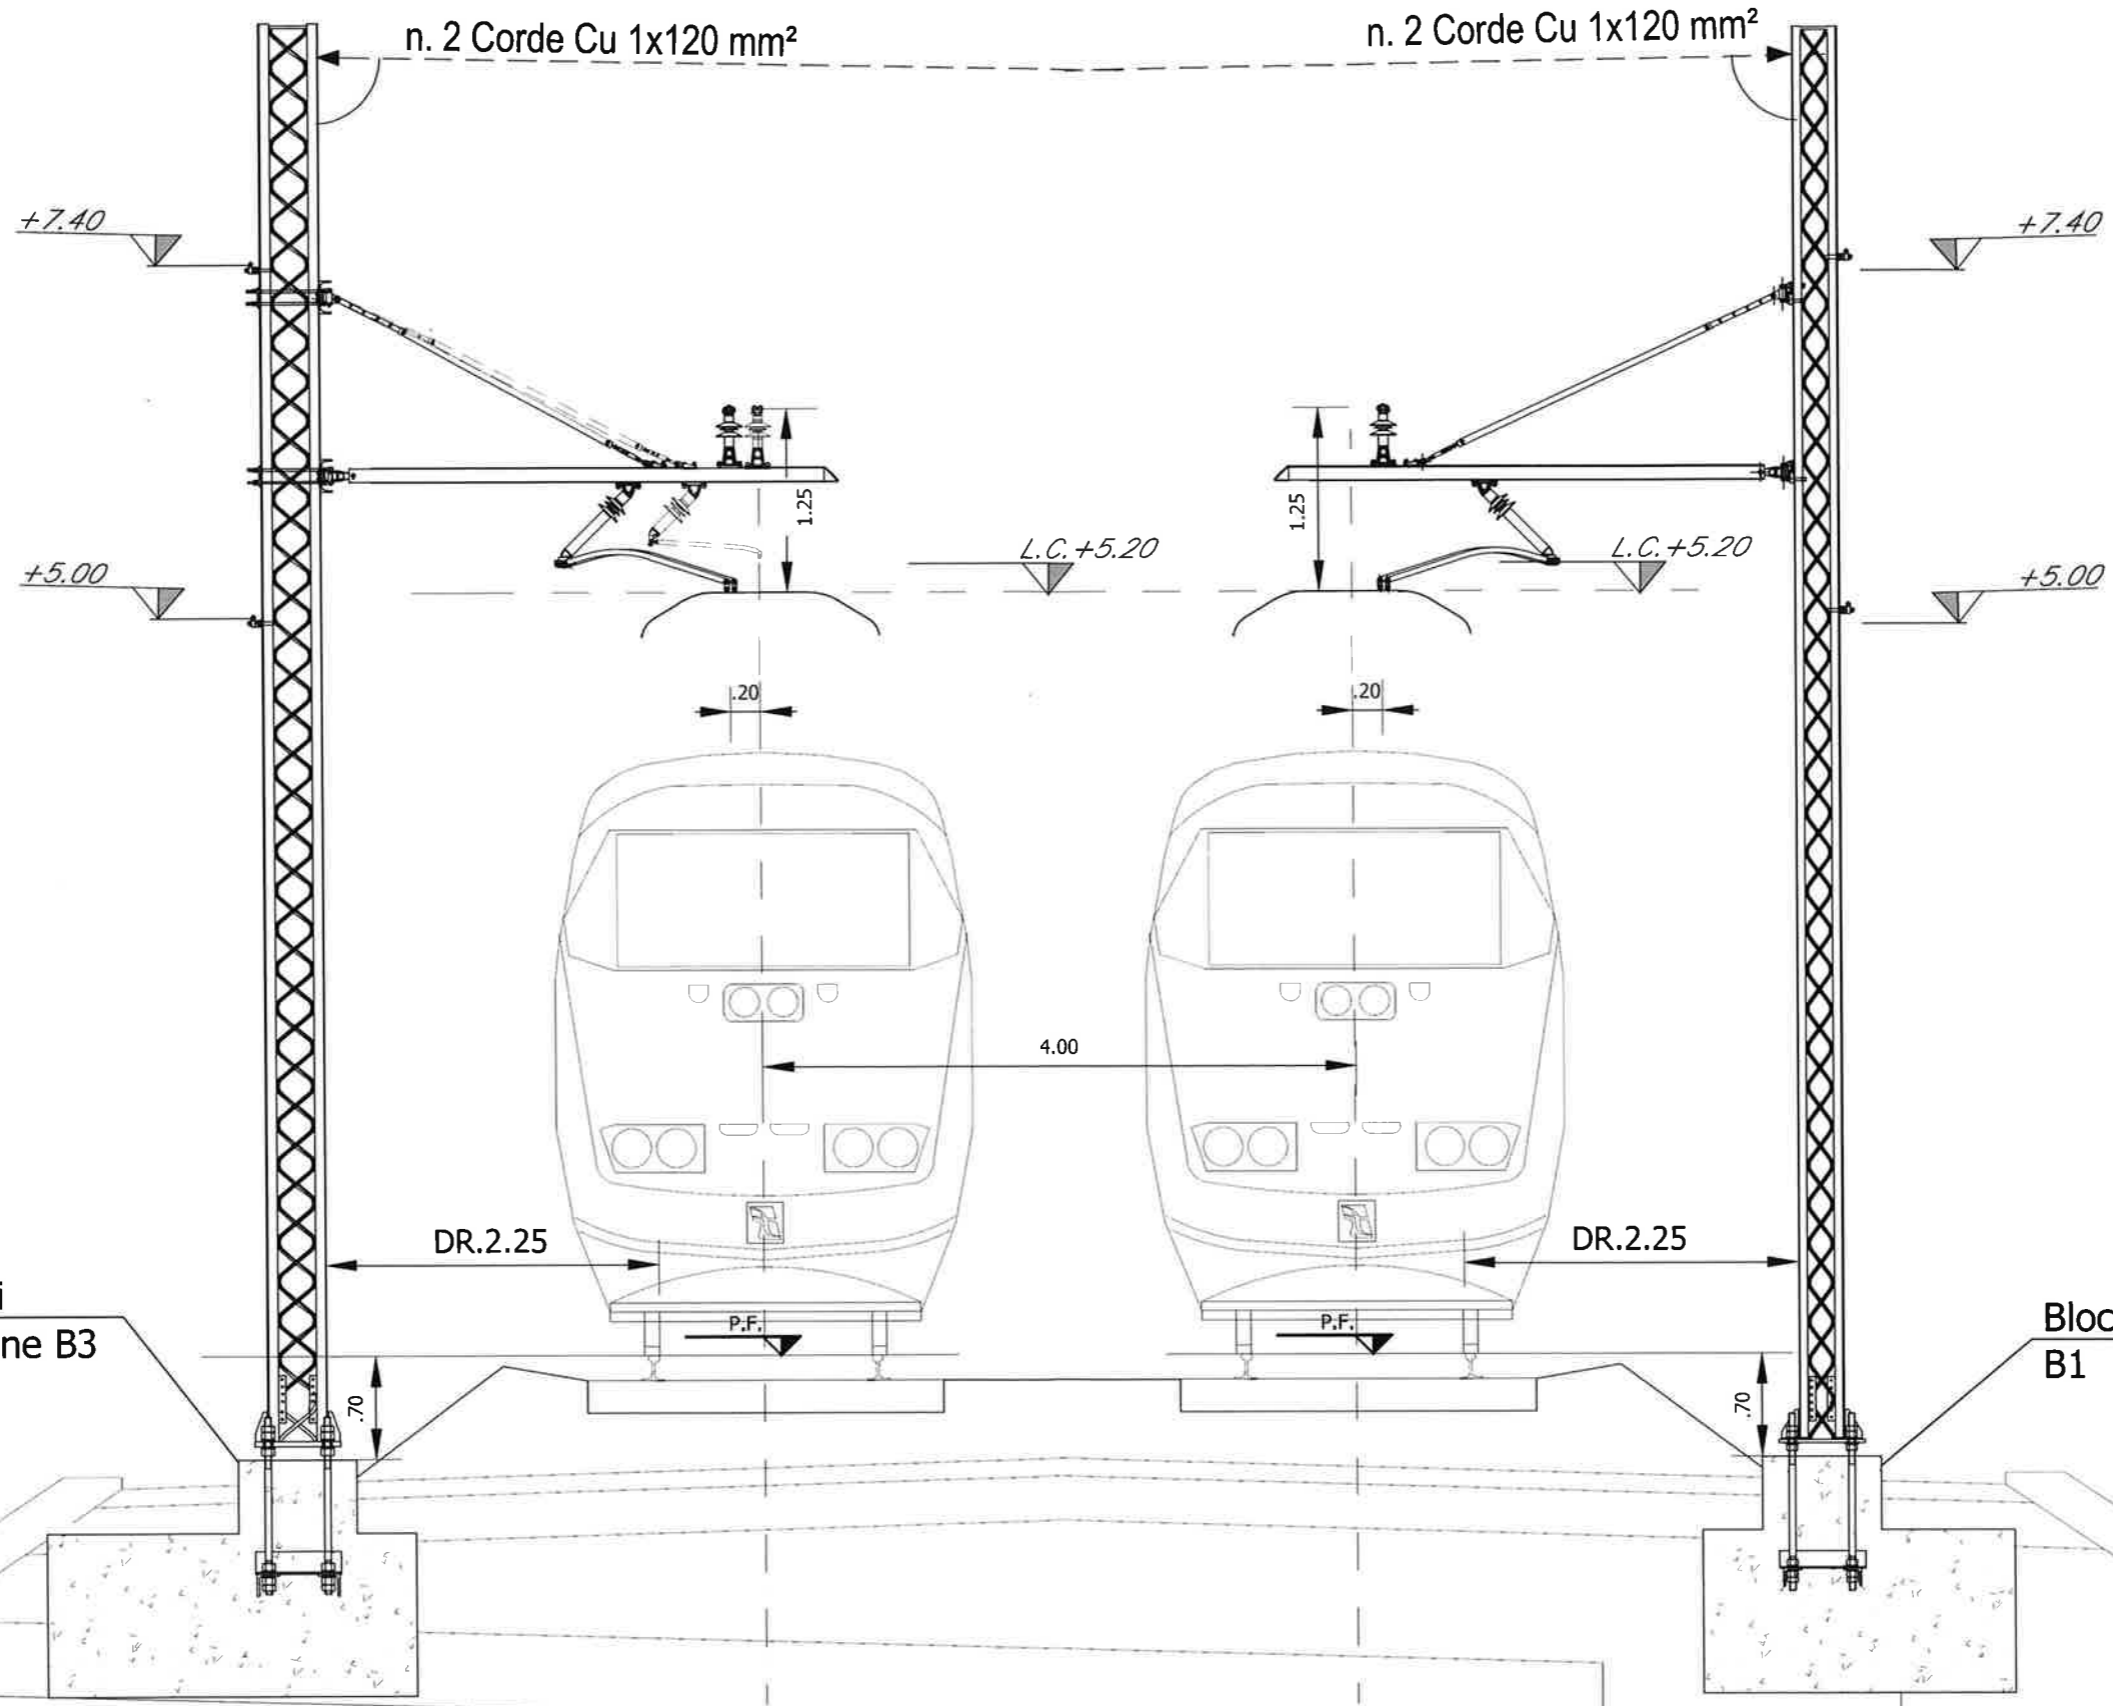 n. 2 Corde Cu 1x120 mm²
n. 2 Corde Cu 1x120 mm²
+7.40
+7.40
1.25
1.25
L.C. +5.20
L.C. +5.20
+5.00
+5.00
.20
.20
4.00
DR.2.25
DR.2.25
i
ne B3
P.F.
P.F.
Bloc
B1
.70
.70